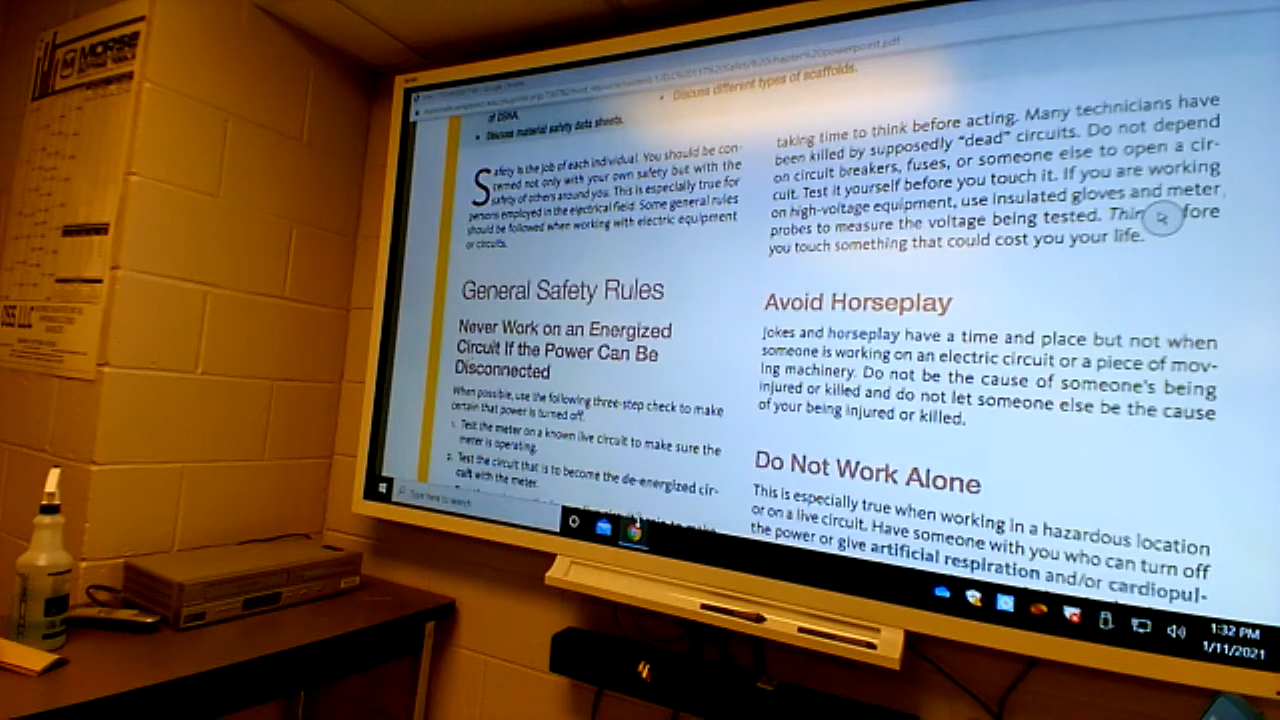 MORSE
OSS LLC
Discuss different types of scaffolds.
of OSHA.
Discuss material safety data sheets.
Safety is the job of each individual. You should be con-
cerned not only with your own safety but with the
safety of others around you. This is especially true for
persons employed in the electrical field. Some general rules
should be followed when working with electric equipment
or circuits.
General Safety Rules
Never Work on an Energized
Circuit If the Power Can Be
Disconnected
When possible, use the following three-step check to make
certain that power is turned off.
1. Test the meter on a known live circuit to make sure the
meter is operating.
2. Test the circuit that is to become the de-energized cir-
cuit with the meter.
taking time to think before acting. Many technicians have
been killed by supposedly “dead” circuits. Do not depend
on circuit breakers, fuses, or someone else to open a cir-
cuit. Test it yourself before you touch it. If you are working
on high-voltage equipment, use insulated gloves and meter
probes to measure the voltage being tested. Thin fore
you touch something that could cost you your life.
Avoid Horseplay
Jokes and horseplay have a time and place but not when
someone is working on an electric circuit or a piece of mov-
ing machinery. Do not be the cause of someone's being
injured or killed and do not let someone else be the cause
of your being injured or killed.
Do Not Work Alone
This is especially true when working in a hazardous location
or on a live circuit. Have someone with you who can turn off
the power or give artificial respiration and/or cardiopul-
Type here to search
1:32 PM
1/11/2021